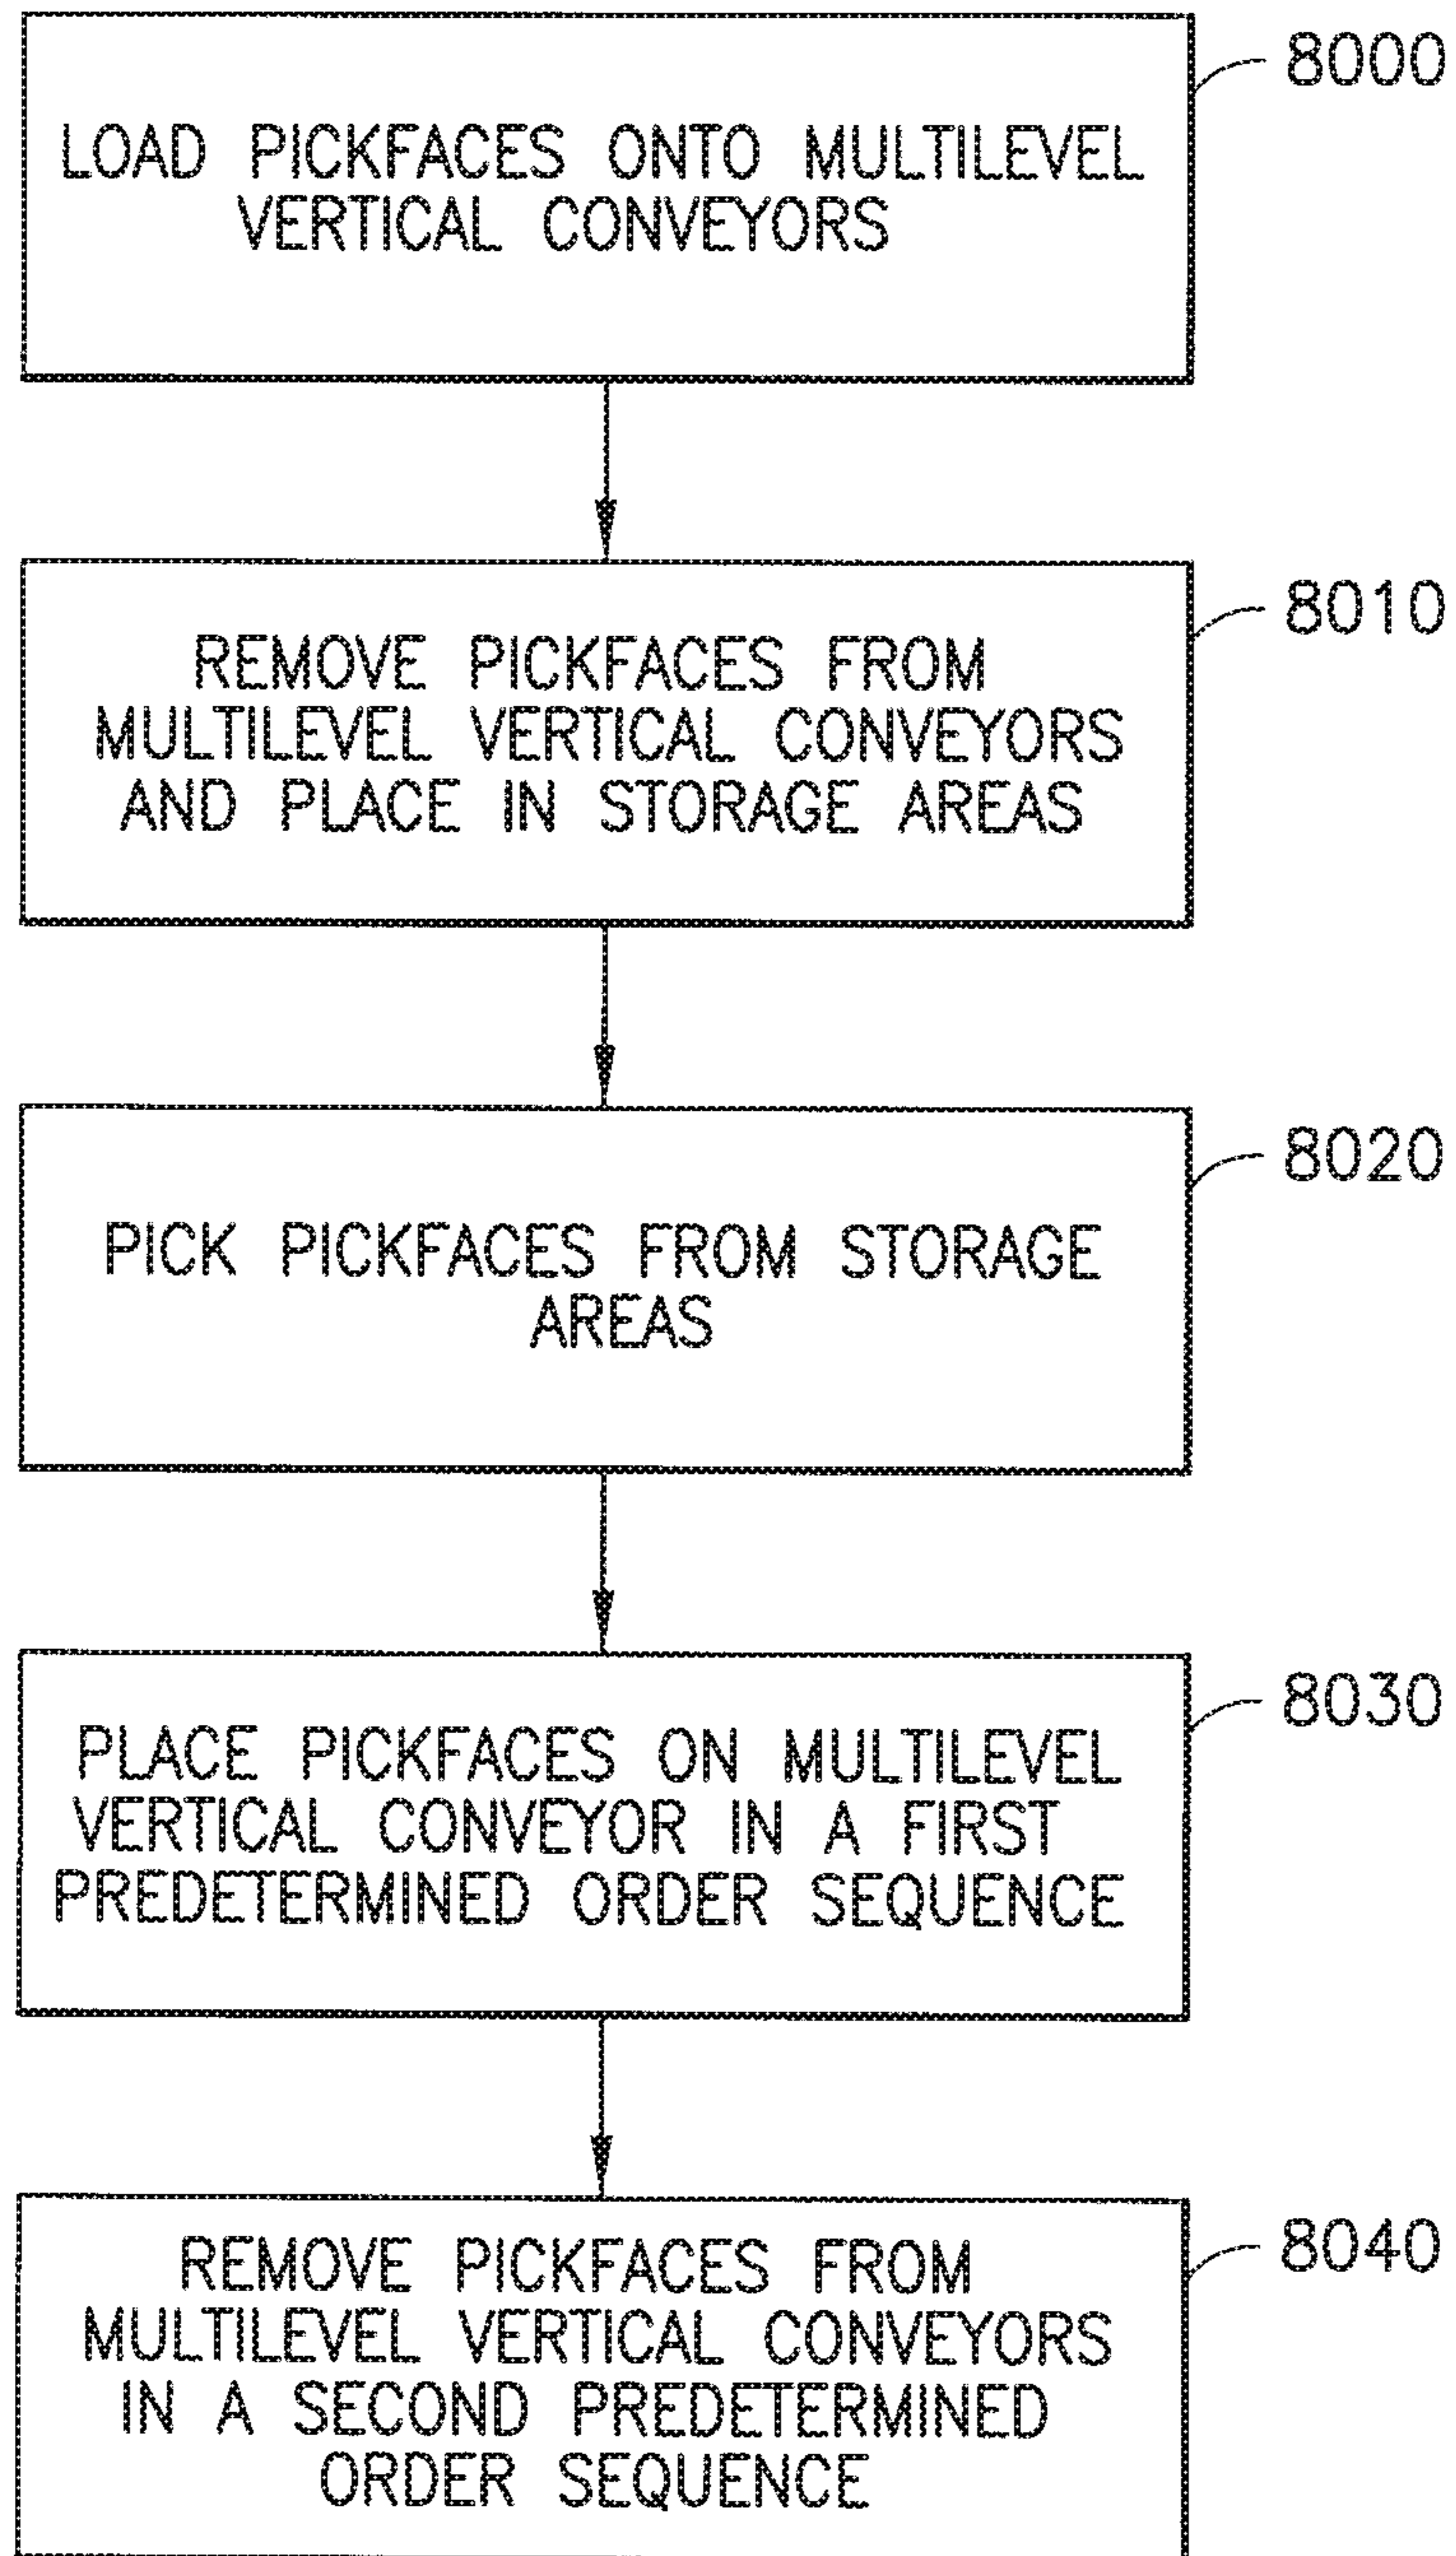 8000
LOAD PICKFACES ONTO MULTILEVEL
VERTICAL CONVEYORS
8010
REMOVE PICKFACES FROM
MULTILEVEL VERTICAL CONVEYORS
AND PLACE IN STORAGE AREAS
8020
PICK PICKFACES FROM STORAGE
AREAS
8030
PLACE PICKFACES ON MULTILEVEL
VERTICAL CONVEYOR IN A FIRST
PREDETERMINED ORDER SEQUENCE
8040
REMOVE PICKFACES FROM
MULTILEVEL VERTICAL CONVEYORS
IN A SECOND PREDETERMINED
ORDER SEQUENCE